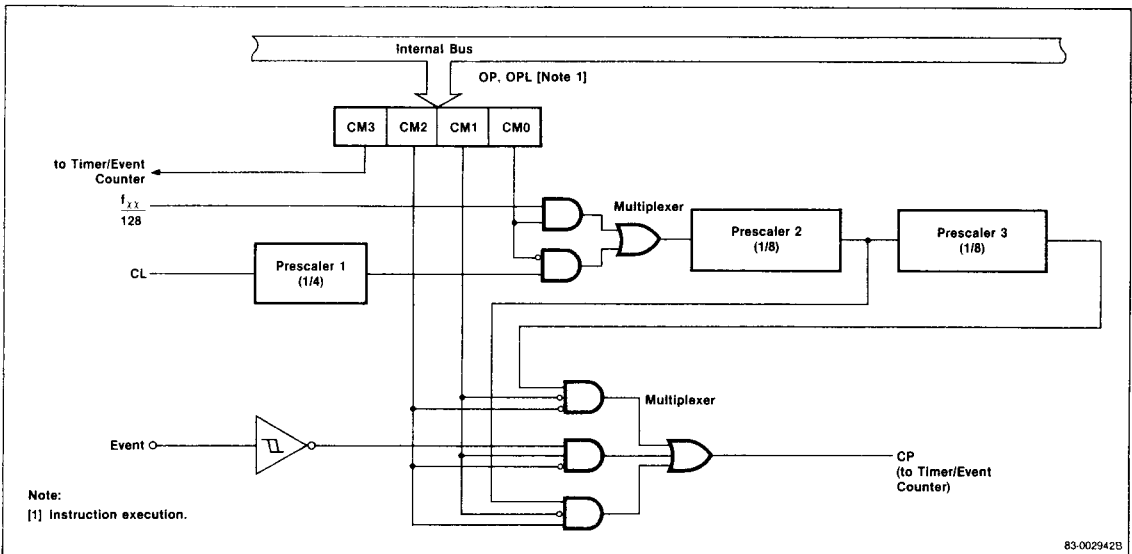 Internal Bus
OP, OPL [Note 1]
CM3 CM2 CM1 CM0
to Timer/Event
Counter
fχχ
128
Multiplexer
Prescaler 2
(1/8)
Prescaler 3
(1/8)
CL
Prescaler 1
(1/4)
Multiplexer
Event
CP
(to Timer/Event
Counter)
Note:
[1] Instruction execution.
83-002942B